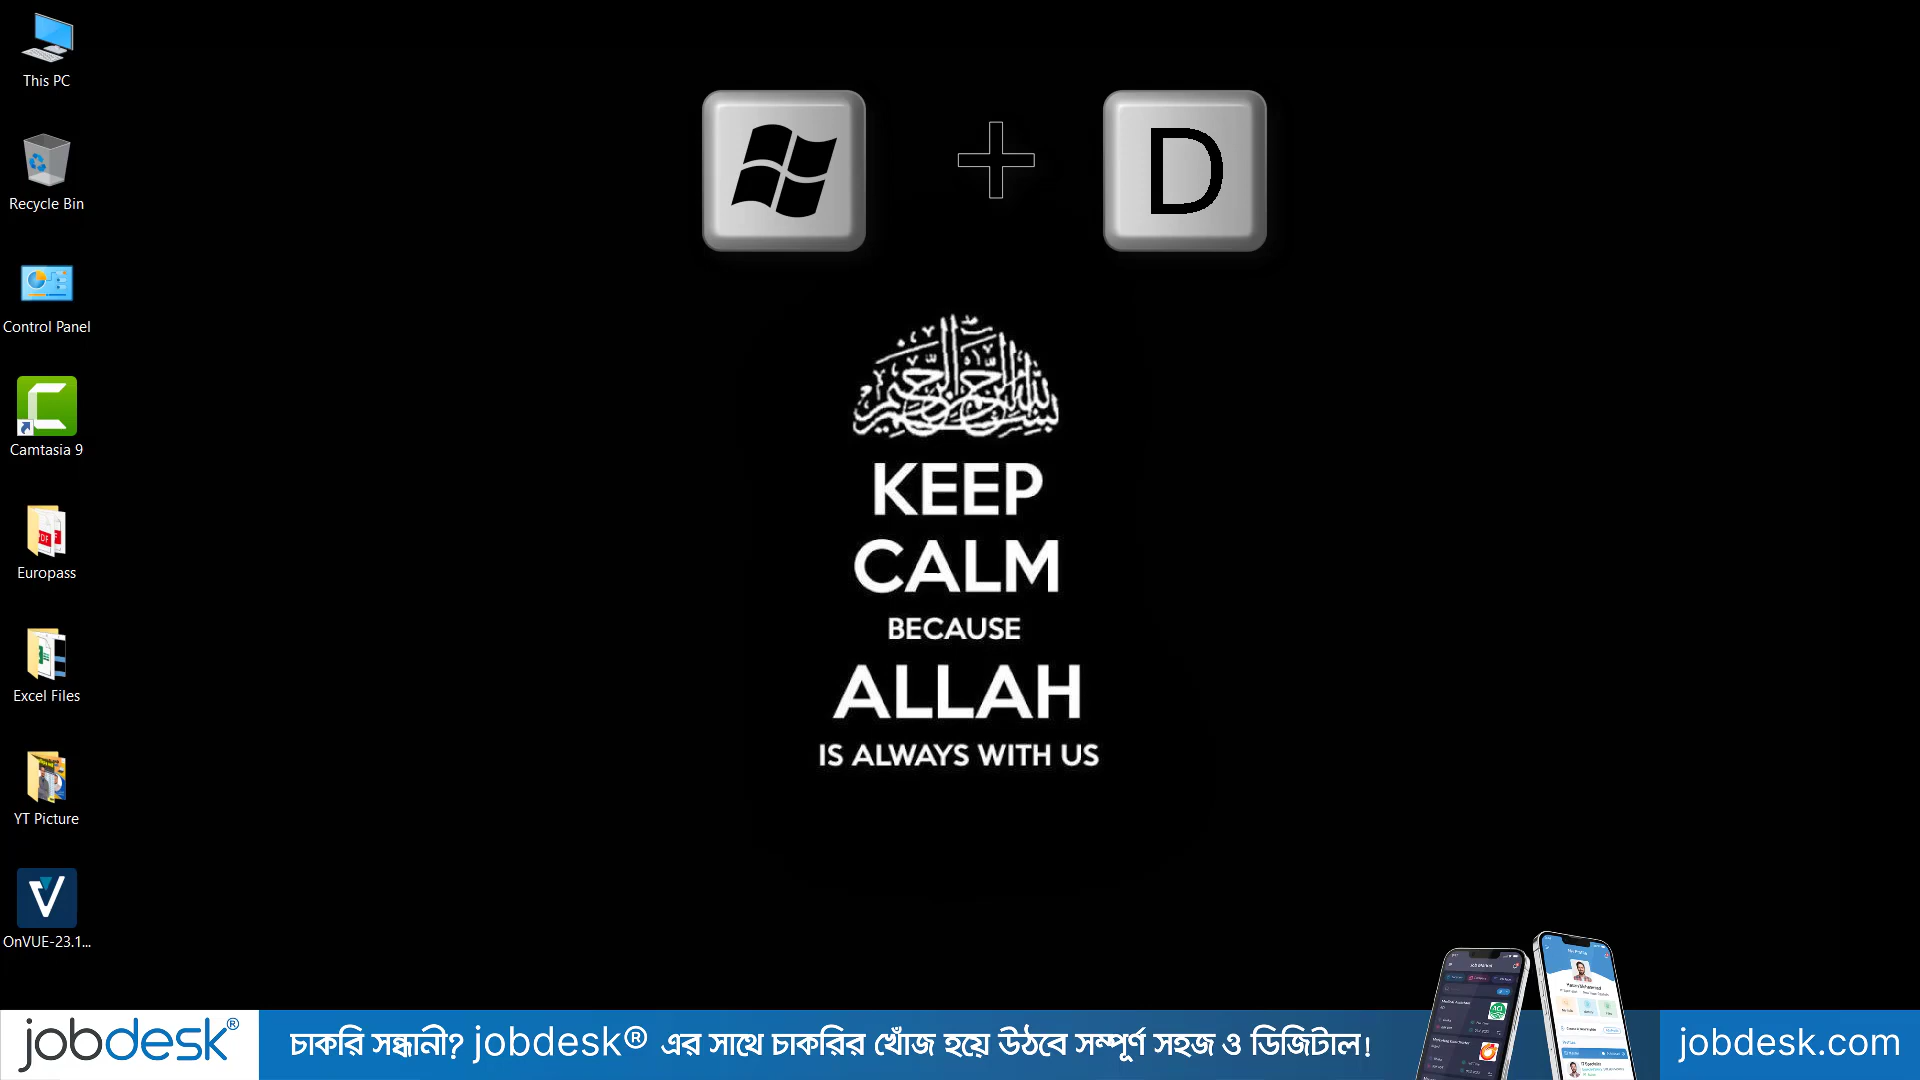 This PC
Recycle Bin
Control Panel
Camtasia 9
Europass
Excel Files
YT Picture
OnVUE-23.1...
D
بسم الله الرحمن الرحيم
KEEP
CALM
BECAUSE
ALLAH
IS ALWAYS WITH US
jobdesk®
চাকরি সন্ধানী? jobdesk® এর সাথে চাকরির খোঁজ হয়ে উঠবে সম্পূর্ণ সহজ ও ডিজিটাল!
jobdesk.com